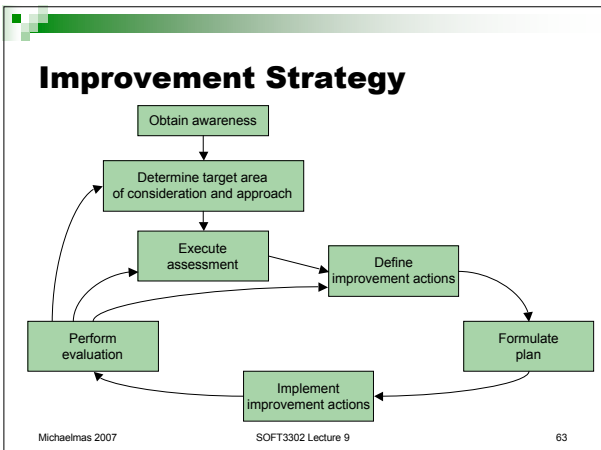 Improvement Strategy
Obtain awareness
Determine target area
of consideration and approach
Execute
assessment
Define
improvement actions
Perform
evaluation
Formulate
plan
Implement
improvement actions
Michaelmas 2007
SOFT3302 Lecture 9
63